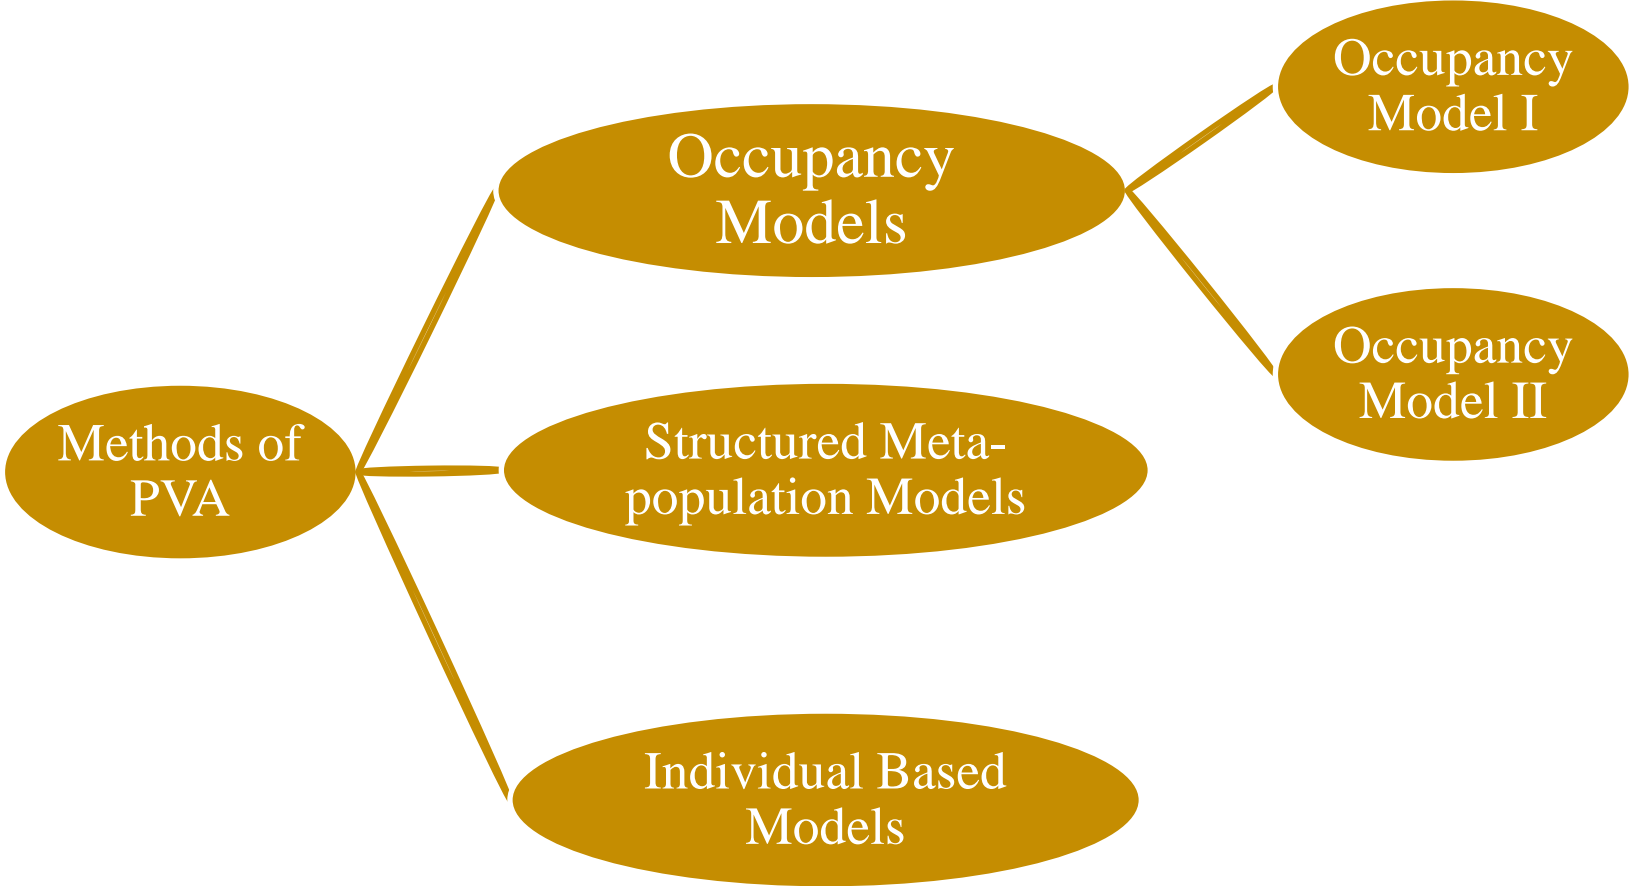 Methods of
PVA
Occupancy
Models
Occupancy
Model I
Occupancy
Model II
Structured Meta-
population Models
Individual Based
Models